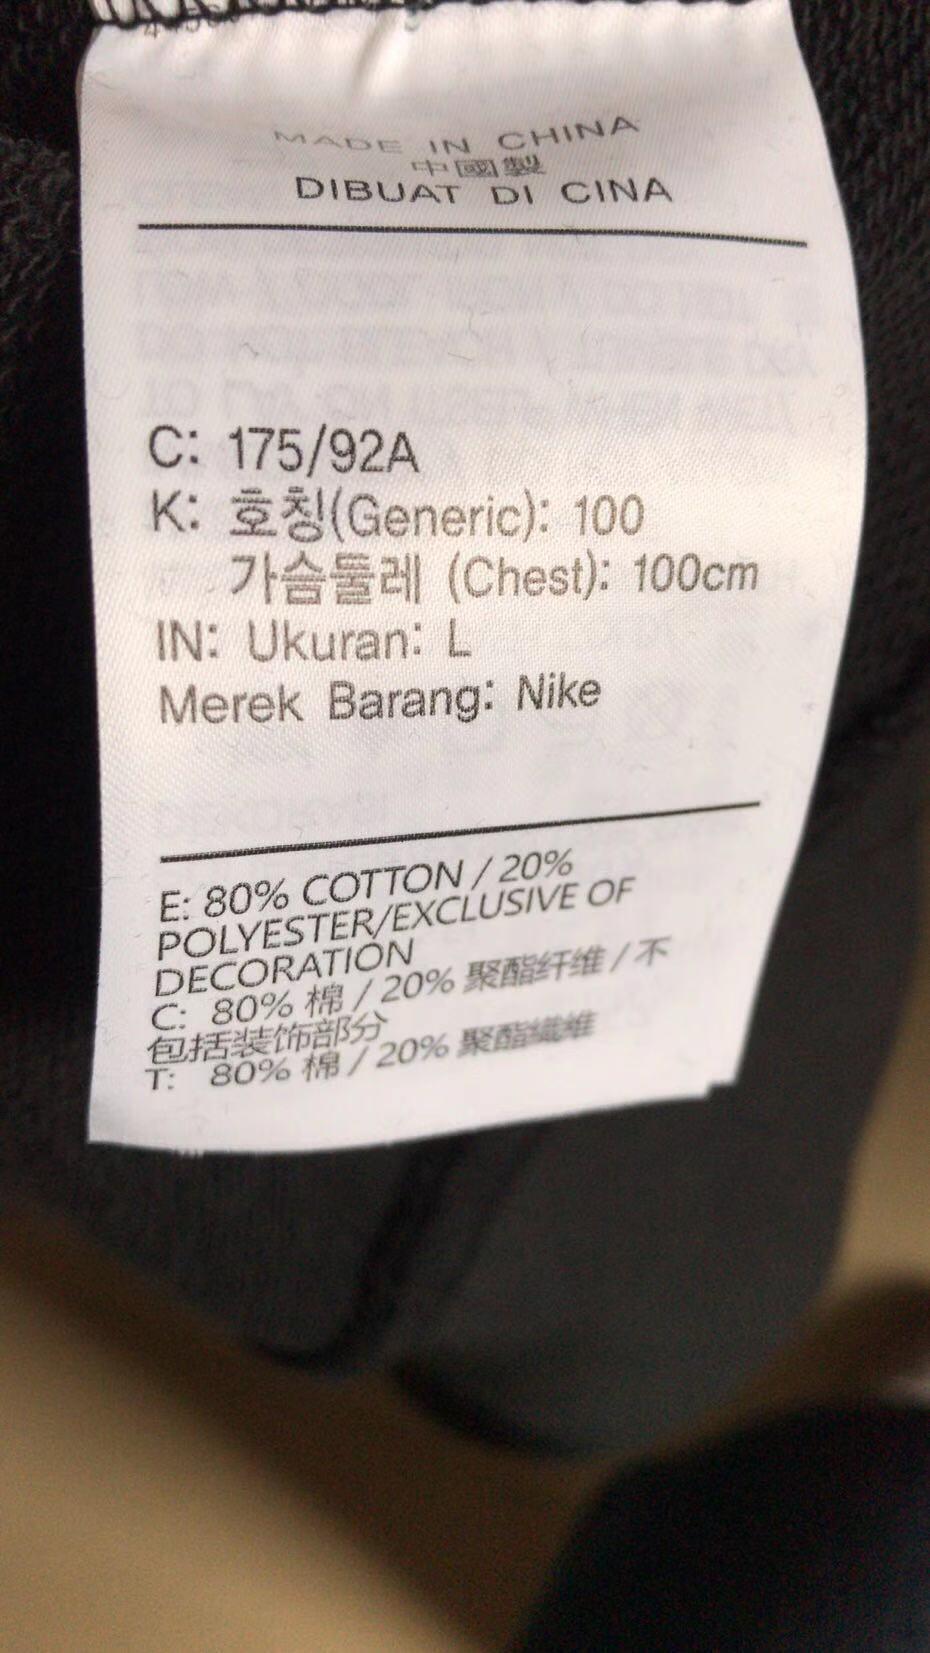 MADE IN CHINA
中國製
DIBUAT DI CINA
C: 175/92A
K: 호칭(Generic): 100
가슴둘레 (Chest): 100cm
IN: Ukuran: L
Merek Barang: Nike
E: 80% COTTON / 20%
POLYESTER/EXCLUSIVE OF
DECORATION
C: 80% 棉 / 20% 聚酯纤维 / 不
包括装饰部分
T: 80% 棉 / 20% 聚酯纖維